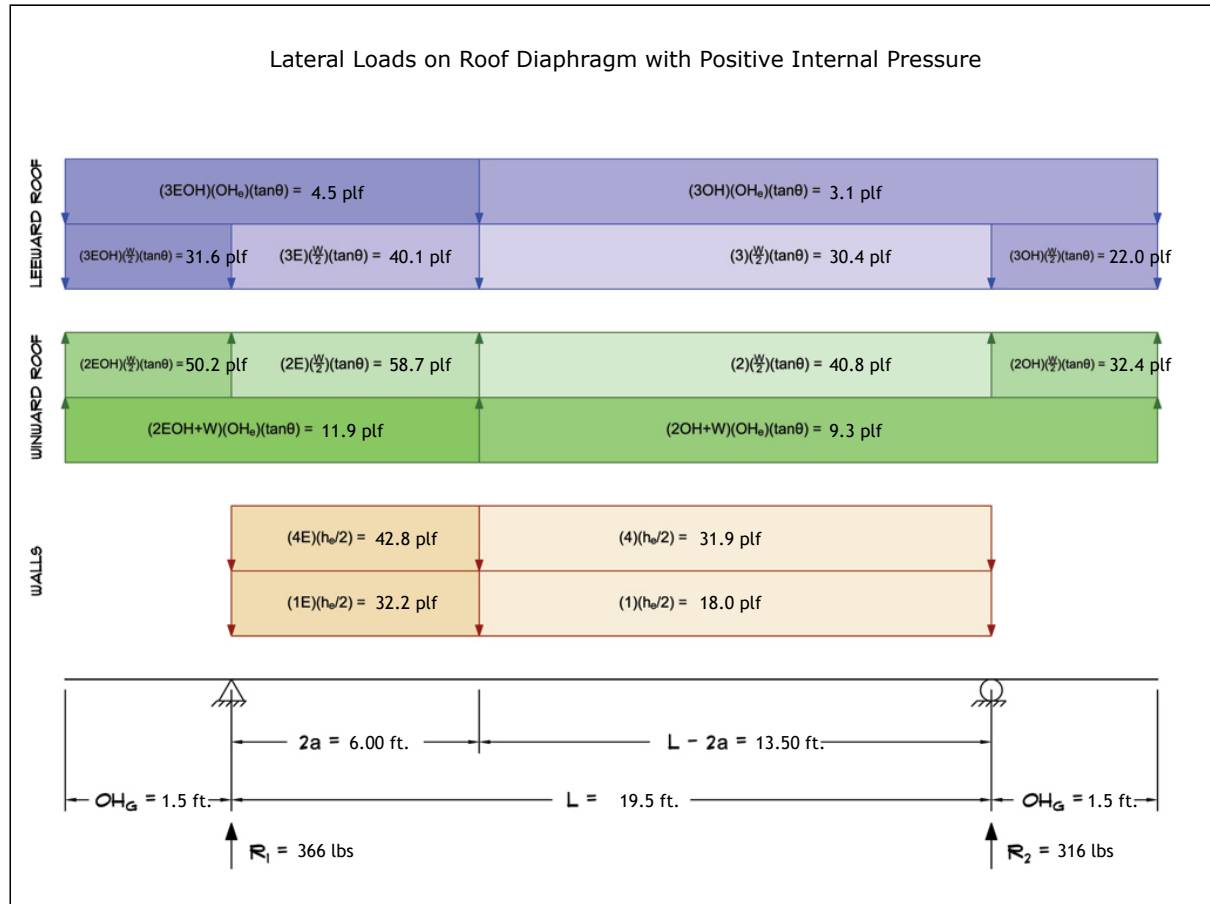 Lateral Loads on Roof Diaphragm with Positive Internal Pressure
LEEWARD ROOF
(3EOH)(OHₑ)(tanθ) = 4.5 plf
(3OH)(OHₑ)(tanθ) = 3.1 plf
(3EOH)(W/2)(tanθ) = 31.6 plf
(3E)(W/2)(tanθ) = 40.1 plf
(3)(W/2)(tanθ) = 30.4 plf
(3OH)(W/2)(tanθ) = 22.0 plf
WINWARD ROOF
(2EOH)(W/2)(tanθ) = 50.2 plf
(2E)(W/2)(tanθ) = 58.7 plf
(2)(W/2)(tanθ) = 40.8 plf
(2OH)(W/2)(tanθ) = 32.4 plf
(2EOH+W)(OHₑ)(tanθ) = 11.9 plf
(2OH+W)(OHₑ)(tanθ) = 9.3 plf
WALLS
(4E)(hₑ/2) = 42.8 plf
(4)(hₑ/2) = 31.9 plf
(1E)(hₑ/2) = 32.2 plf
(1)(hₑ/2) = 18.0 plf
2a = 6.00 ft.
L - 2a = 13.50 ft.
OH_G = 1.5 ft.
L = 19.5 ft.
OH_G = 1.5 ft.
R₁ = 366 lbs
R₂ = 316 lbs